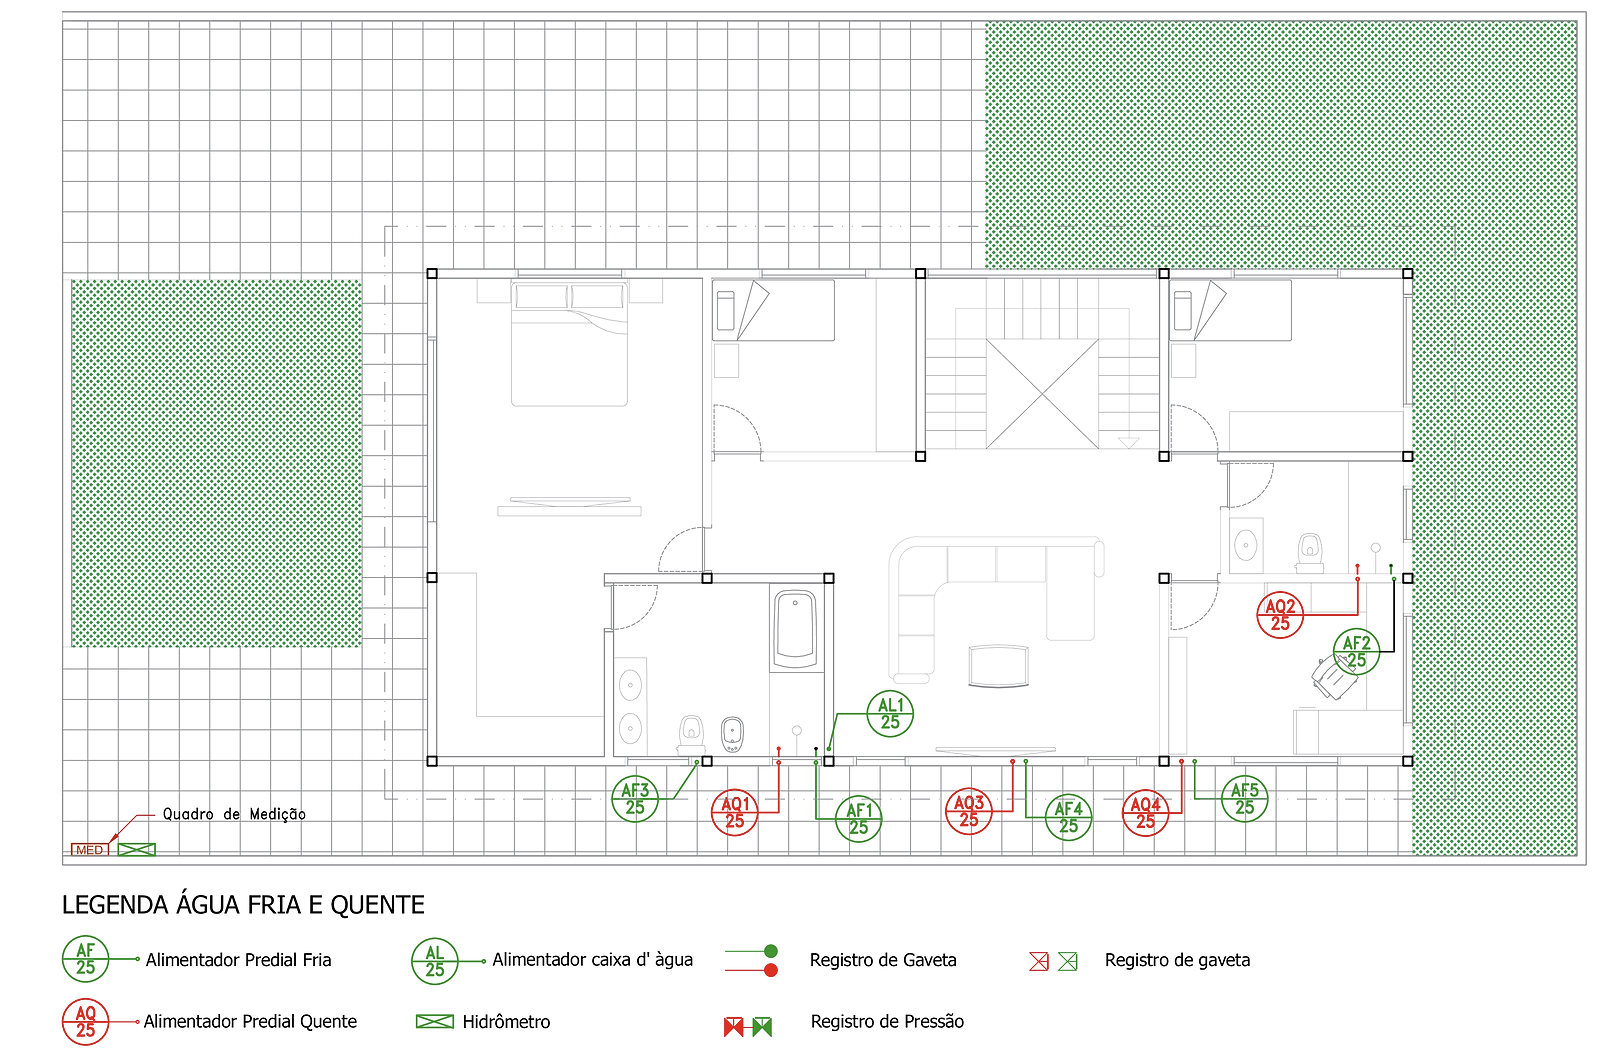 AQ2
25
AF2
25
AL1
25
AF3
25
AQ1
25
AF1
25
AQ3
25
AF4
25
AQ4
25
AF5
25
Quadro de Medição
MED
LEGENDA ÁGUA FRIA E QUENTE
AF
25
Alimentador Predial Fria
AL
25
Alimentador caixa d' àgua
Registro de Gaveta
Registro de gaveta
AQ
25
Alimentador Predial Quente
Hidrômetro
Registro de Pressão